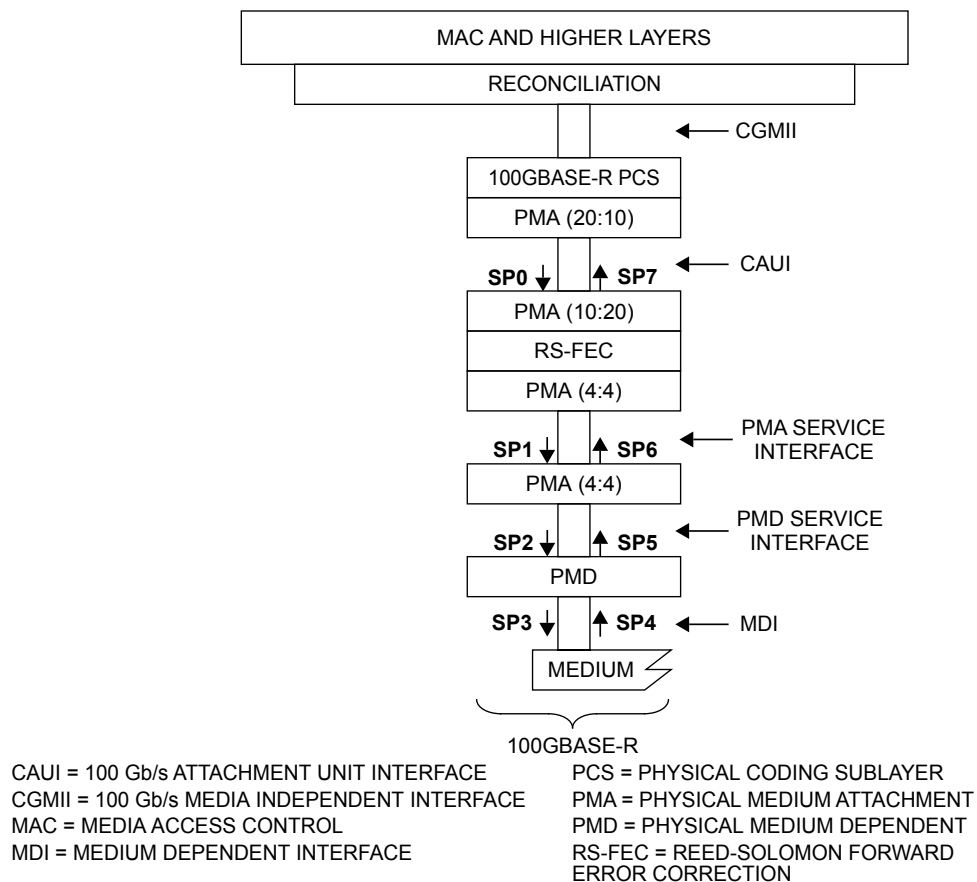 MAC AND HIGHER LAYERS
RECONCILIATION
CGMII
100GBASE-R PCS
PMA (20:10)
SP0 SP7 CAUI
PMA (10:20)
RS-FEC
PMA (4:4)
PMA SERVICE
INTERFACE
SP1 SP6
PMA (4:4)
PMD SERVICE
INTERFACE
SP2 SP5
PMD
SP3 SP4 MDI
MEDIUM
100GBASE-R
CAUI = 100 Gb/s ATTACHMENT UNIT INTERFACE
CGMII = 100 Gb/s MEDIA INDEPENDENT INTERFACE
MAC = MEDIA ACCESS CONTROL
MDI = MEDIUM DEPENDENT INTERFACE
PCS = PHYSICAL CODING SUBLAYER
PMA = PHYSICAL MEDIUM ATTACHMENT
PMD = PHYSICAL MEDIUM DEPENDENT
RS-FEC = REED-SOLOMON FORWARD
ERROR CORRECTION